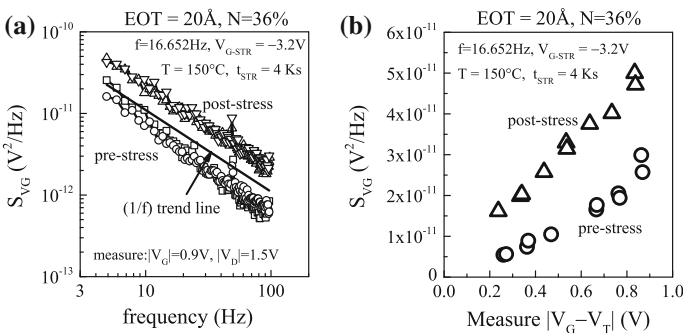 (a)
EOT = 20Å, N=36%
f=16.652Hz, V_G-STR = −3.2V
T = 150°C, t_STR = 4 Ks
10^-10
10^-11
10^-12
10^-13
S_VG (V^2/Hz)
post-stress
pre-stress
(1/f) trend line
measure:|V_G|=0.9V, |V_D|=1.5V
3
10
100
frequency (Hz)
(b)
EOT = 20Å, N=36%
f=16.652Hz, V_G-STR = −3.2V
T = 150°C, t_STR = 4 Ks
6x10^-11
5x10^-11
4x10^-11
3x10^-11
2x10^-11
1x10^-11
0.0
S_VG (V^2/Hz)
post-stress
pre-stress
0.0 0.2 0.4 0.6 0.8 1.0
Measure |V_G−V_T| (V)